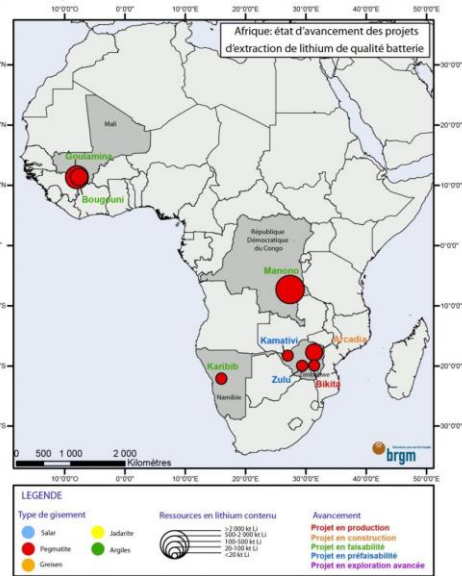 Afrique: état d'avancement des projets
d'extraction de lithium de qualité batterie
10°0'0"O 0°0'0" 10°0'0"E 20°0'0"E 30°0'0"E 40°0'0"E 50°0'0"E
30°0'0"N
20°0'0"N
10°0'0"N
0°0'0"
10°0'0"S
20°0'0"S
30°0'0"S
Mali
Goulamina
Bougouni
République
Démocratique
du Congo
Manono
Kamativi
Arcadia
Karibib
Zulu
Zimbabwe
Bikita
Namibie
0 500 1 000 2 000
Kilomètres
brgm
10°0'0"O 0°0'0" 10°0'0"E 20°0'0"E 30°0'0"E 40°0'0"E 50°0'0"E
LEGENDE
Type de gisement
Salar
Jadarite
Pegmatite
Argiles
Greisen
Ressources en lithium contenu
>2 000 kt Li
500-2 000 kt Li
100-500 kt Li
20-100 kt Li
<20 kt Li
Avancement
Projet en production
Projet en construction
Projet en faisabilité
Projet en préfaisabilité
Projet en exploration avancée